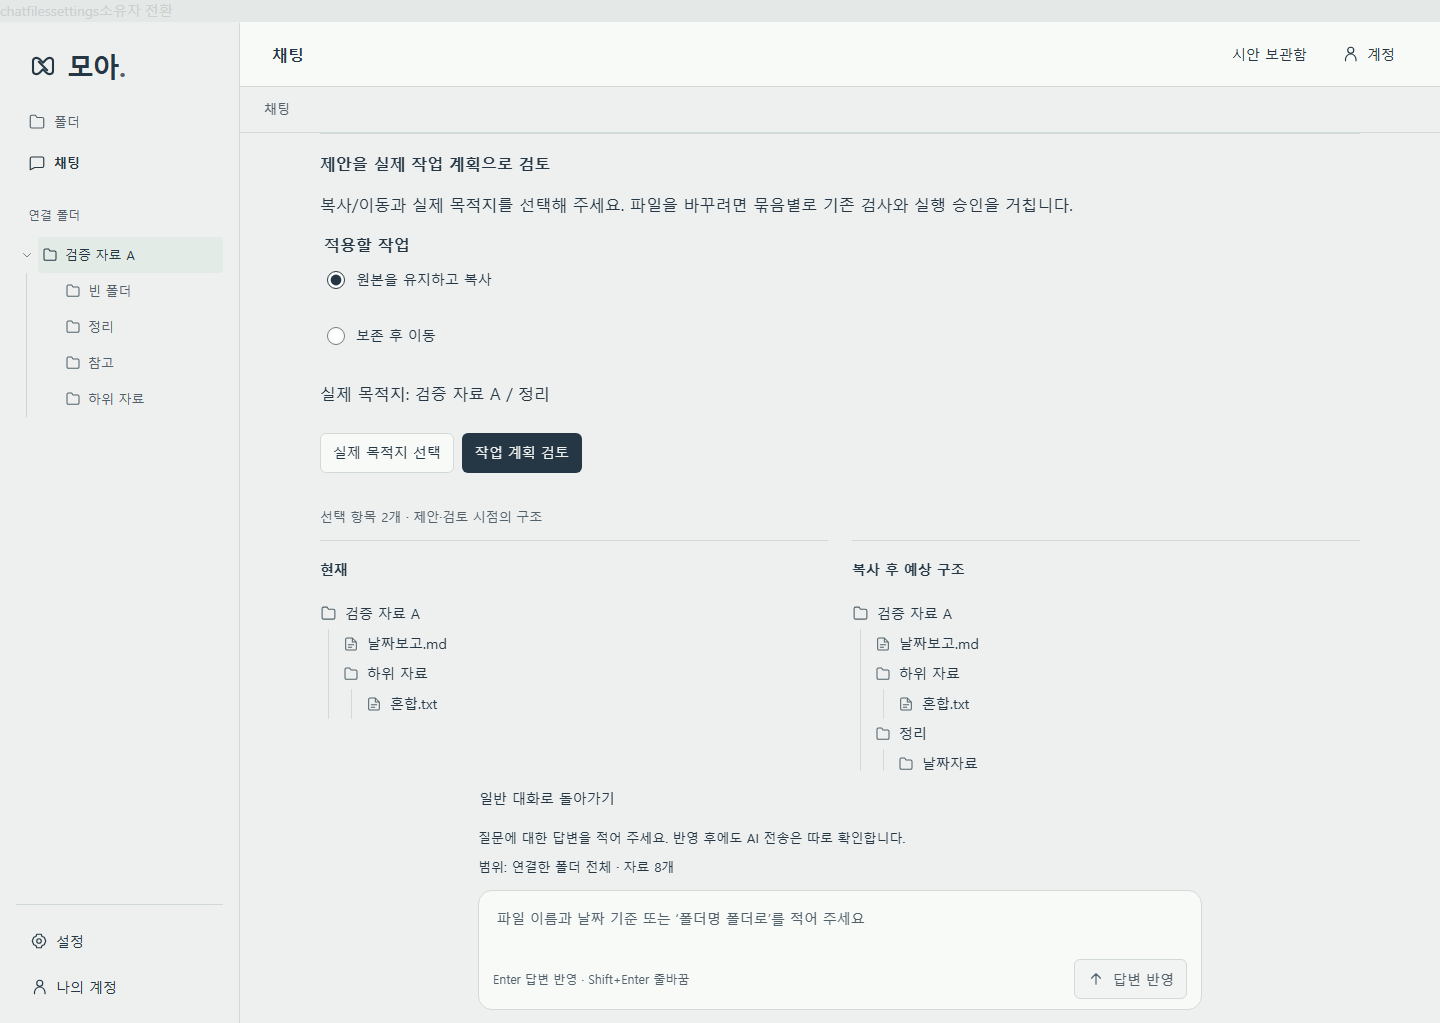 chatfilessettings소유자 전환
모아.
폴더
채팅
연결 폴더
검증 자료 A
빈 폴더
정리
참고
하위 자료
설정
나의 계정
채팅
시안 보관함
계정
채팅
제안을 실제 작업 계획으로 검토
복사/이동과 실제 목적지를 선택해 주세요. 파일을 바꾸려면 묶음별로 기존 검사와 실행 승인을 거칩니다.
적용할 작업
원본을 유지하고 복사
보존 후 이동
실제 목적지: 검증 자료 A / 정리
실제 목적지 선택
작업 계획 검토
선택 항목 2개 · 제안·검토 시점의 구조
현재
검증 자료 A
날짜보고.md
하위 자료
혼합.txt
복사 후 예상 구조
검증 자료 A
날짜보고.md
하위 자료
혼합.txt
정리
날짜자료
일반 대화로 돌아가기
질문에 대한 답변을 적어 주세요. 반영 후에도 AI 전송은 따로 확인합니다.
범위: 연결한 폴더 전체 · 자료 8개
파일 이름과 날짜 기준 또는 '폴더명 폴더로'를 적어 주세요
Enter 답변 반영 · Shift+Enter 줄바꿈
답변 반영